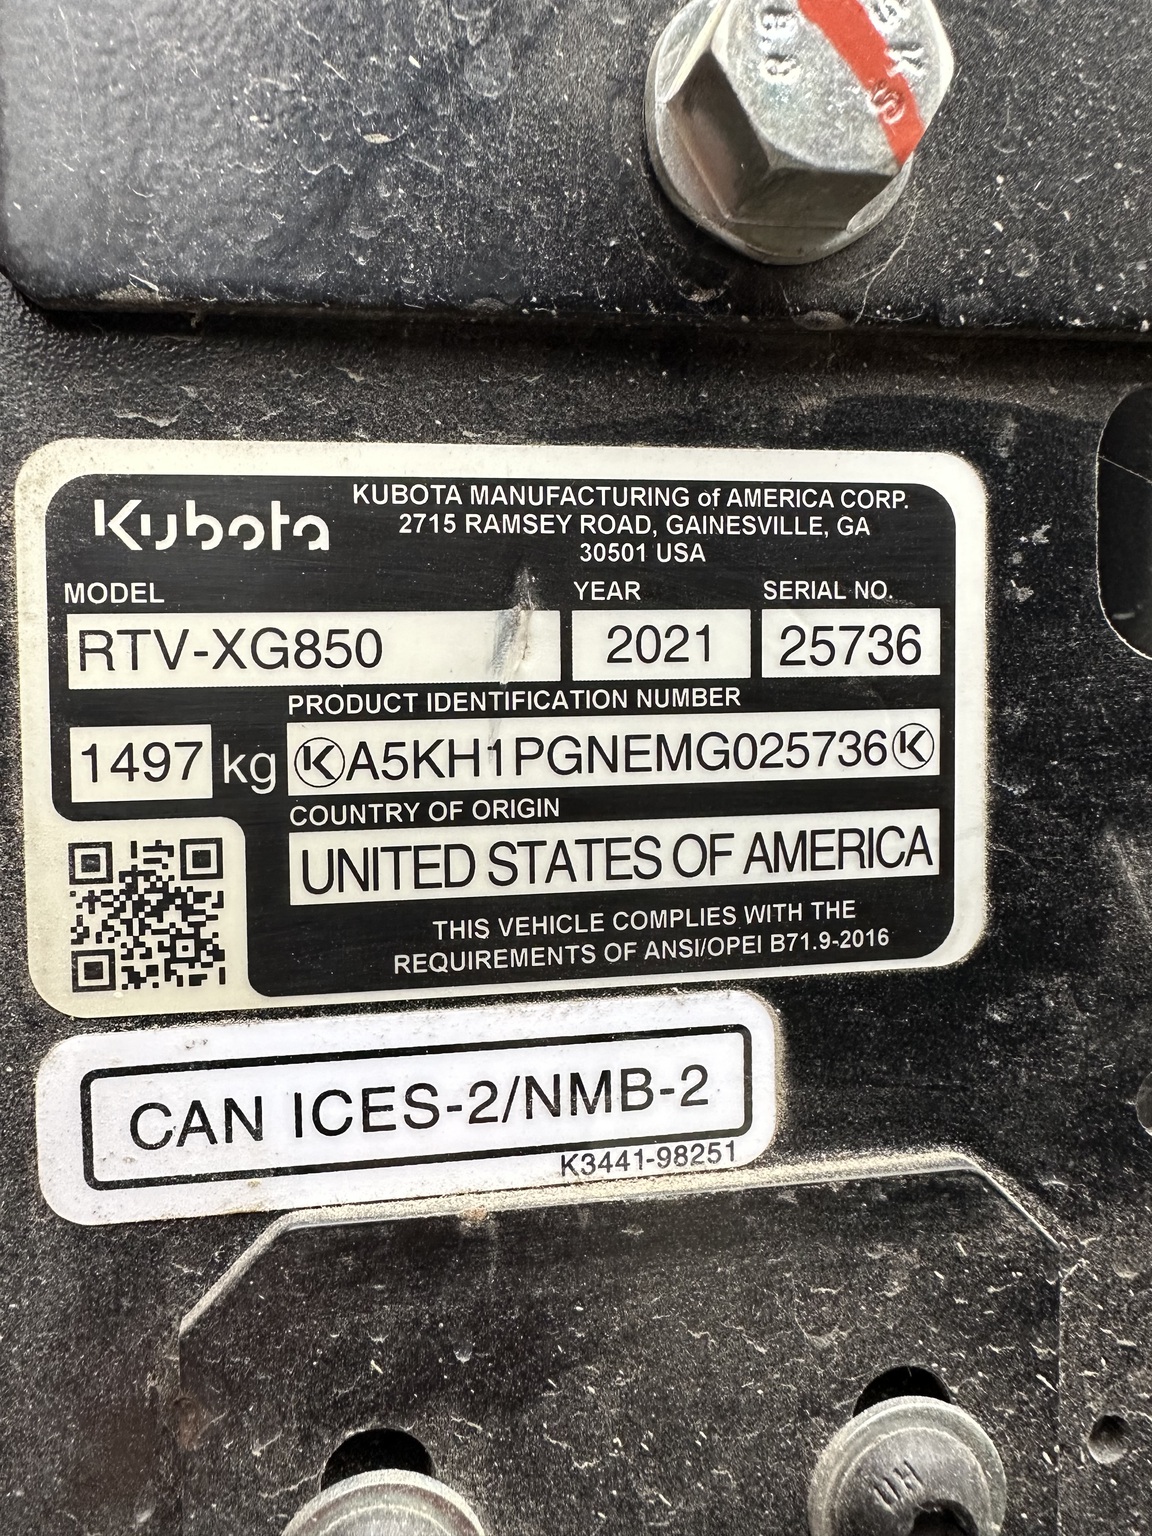 Kubota
KUBOTA MANUFACTURING of AMERICA CORP.
2715 RAMSEY ROAD, GAINESVILLE, GA
30501 USA
MODEL YEAR SERIAL NO.
RTV-XG850 2021 25736
PRODUCT IDENTIFICATION NUMBER
1497 kg A5KH1PGNEMG025736
COUNTRY OF ORIGIN
UNITED STATES OF AMERICA
THIS VEHICLE COMPLIES WITH THE
REQUIREMENTS OF ANSI/OPEI B71.9-2016
CAN ICES-2/NMB-2
K3441-98251